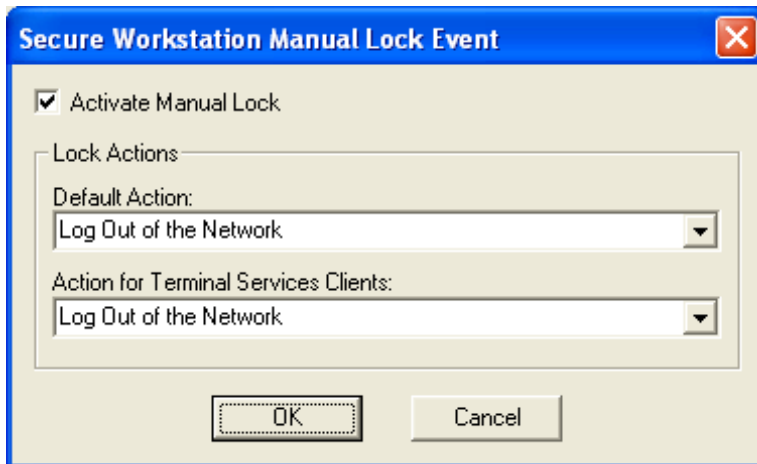 Secure Workstation Manual Lock Event
Activate Manual Lock
Lock Actions
Default Action:
Log Out of the Network
Action for Terminal Services Clients:
Log Out of the Network
OK
Cancel